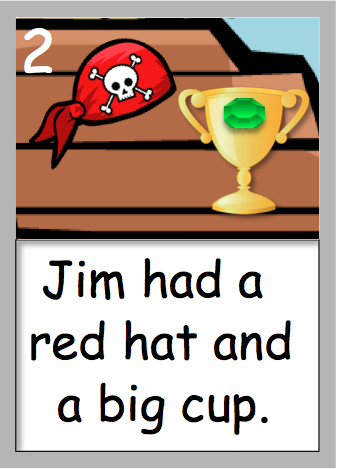 2
Jim had a
red hat and
a big cup.